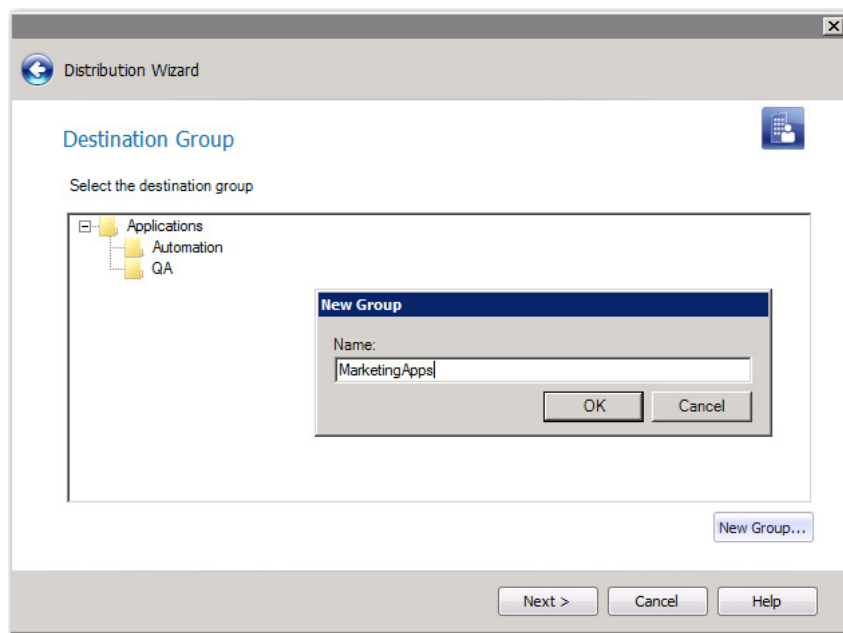 Distribution Wizard
Destination Group
Select the destination group
Applications
Automation
QA
New Group
Name:
MarketingApps
OK Cancel
New Group...
Next > Cancel Help